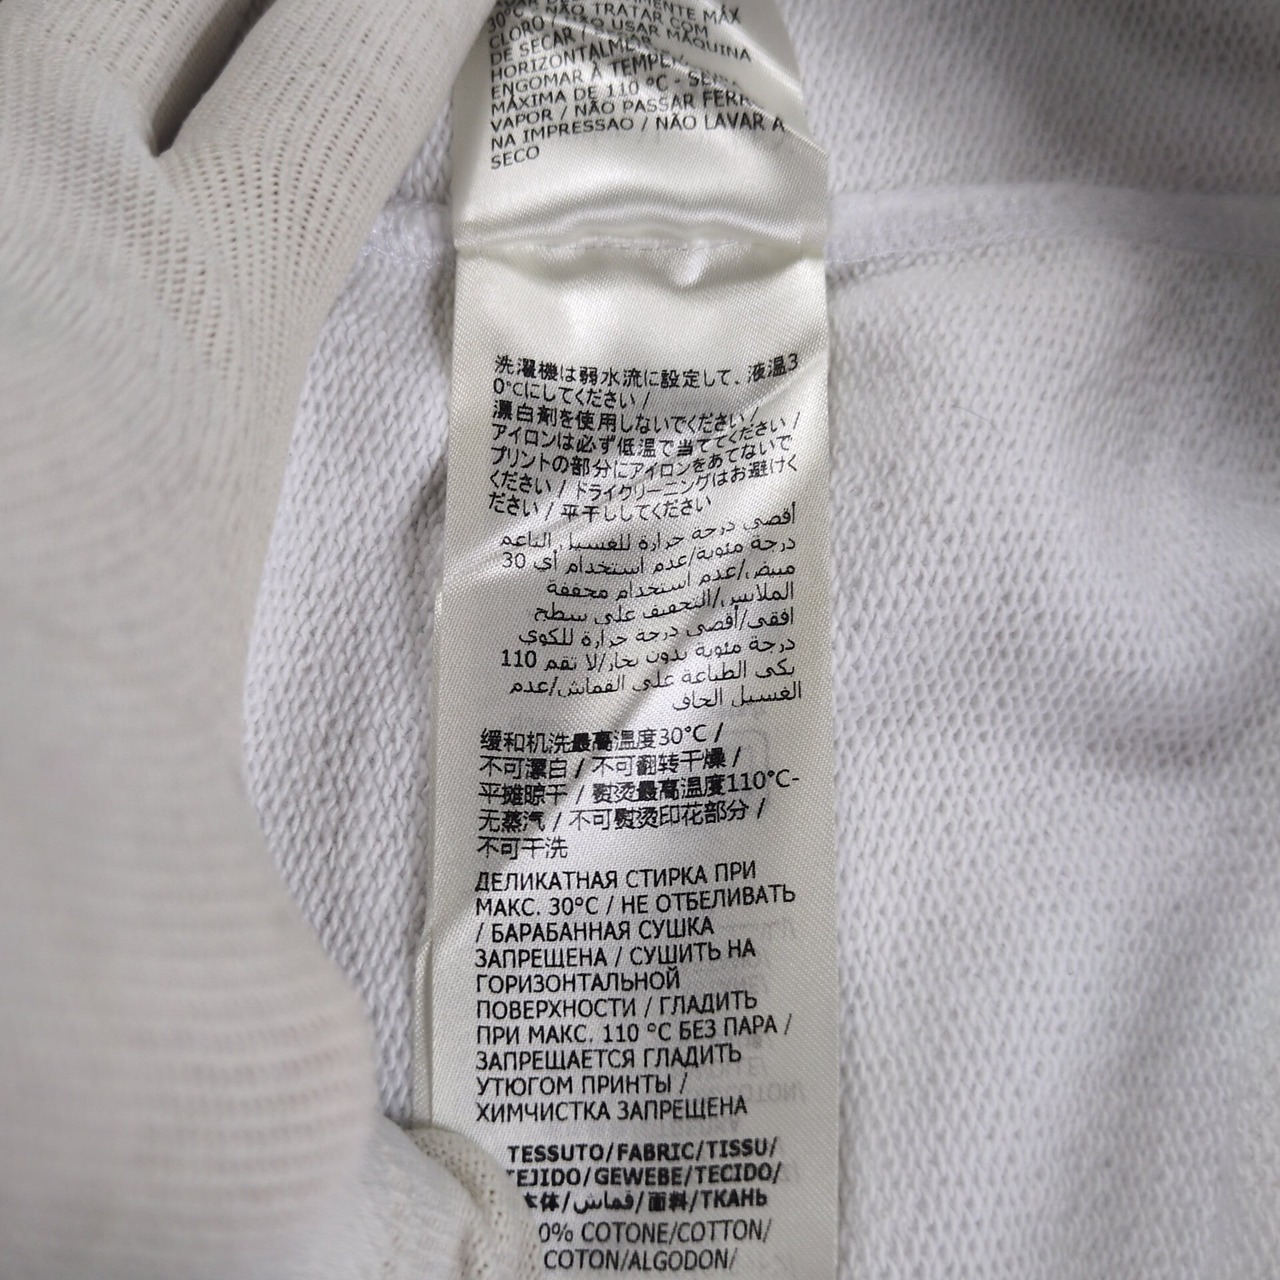 MENTE MÁX
30°C / NÃO TRATAR COM
CLORO / NÃO USAR MÁQUINA
DE SECAR /
HORIZONTALMENTE
ENGOMAR À
MÁXIMA DE 110 °C -
VAPOR / NÃO PASSAR
NA IMPRESSAO / NÃO LAVAR A
SECO
洗濯機は弱水流に設定して、液温3
0℃にしてください /
漂白剤を使用しないでください /
アイロンは必ず低温で当ててください /
プリントの部分にアイロンをあてないで
ください / ドライクリーニングはお避けく
ださい / 平干ししてください
أقصى درجة حرارة للغسيل الناعم
30 درجة مئوية/عدم استخدام أي
مبيض/عدم استخدام مجففة
الملابس/التجفيف على سطح
افقي/أقصى درجة حرارة للكوي
110 درجة مئوية بدون بخار/لا تقم
بكي الطباعة على القماش/عدم
الغسيل الجاف
缓和机洗最高温度30°C /
不可漂白 / 不可翻转干燥 /
平摊晾干 / 熨烫最高温度110°C-
无蒸汽 / 不可熨烫印花部分 /
不可干洗
ДЕЛИКАТНАЯ СТИРКА ПРИ
МАКС. 30°C / НЕ ОТБЕЛИВАТЬ
/ БАРАБАННАЯ СУШКА
ЗАПРЕЩЕНА / СУШИТЬ НА
ГОРИЗОНТАЛЬНОЙ
ПОВЕРХНОСТИ / ГЛАДИТЬ
ПРИ МАКС. 110 °C БЕЗ ПАРА /
ЗАПРЕЩАЕТСЯ ГЛАДИТЬ
УТЮГОМ ПРИНТЫ /
ХИМЧИСТКА ЗАПРЕЩЕНА
TESSUTO/FABRIC/TISSU/
TEJIDO/GEWEBE/TECIDO/
本体/قماش/面料/ТКАНЬ
0% COTONE/COTTON/
COTON/ALGODON/